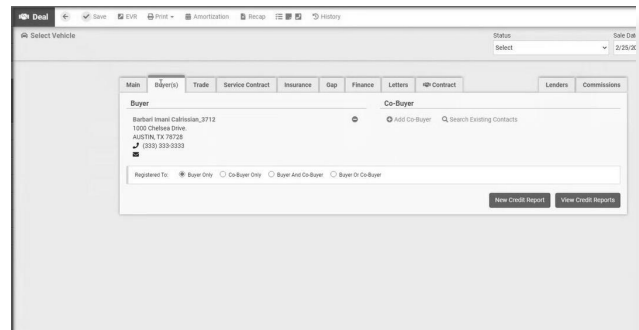 Deal Save EVR Print Amortization Recap History
Select Vehicle
Status Sale Dat
Select 2/25/20
Main Buyer(s) Trade Service Contract Insurance Gap Finance Letters Contract Lenders Commissions
Buyer Co-Buyer
Barbari Imani Calrissian_3712 Add Co-Buyer Search Existing Contacts
1000 Chelsea Drive.
AUSTIN, TX 78728
(333) 333-3333
Registered To: Buyer Only Co-Buyer Only Buyer And Co-Buyer Buyer Or Co-Buyer
New Credit Report View Credit Reports